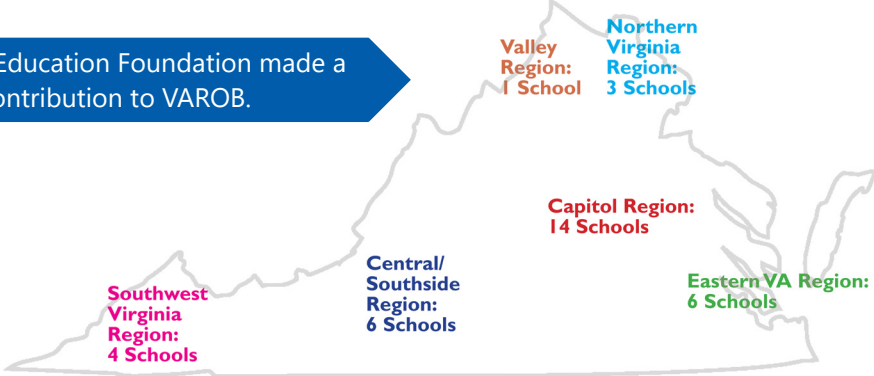 Education Foundation made a
ontribution to VAROB.
Valley
Region:
1 School
Northern
Virginia
Region:
3 Schools
Capitol Region:
14 Schools
Central/
Southside
Region:
6 Schools
Eastern VA Region:
6 Schools
Southwest
Virginia
Region:
4 Schools